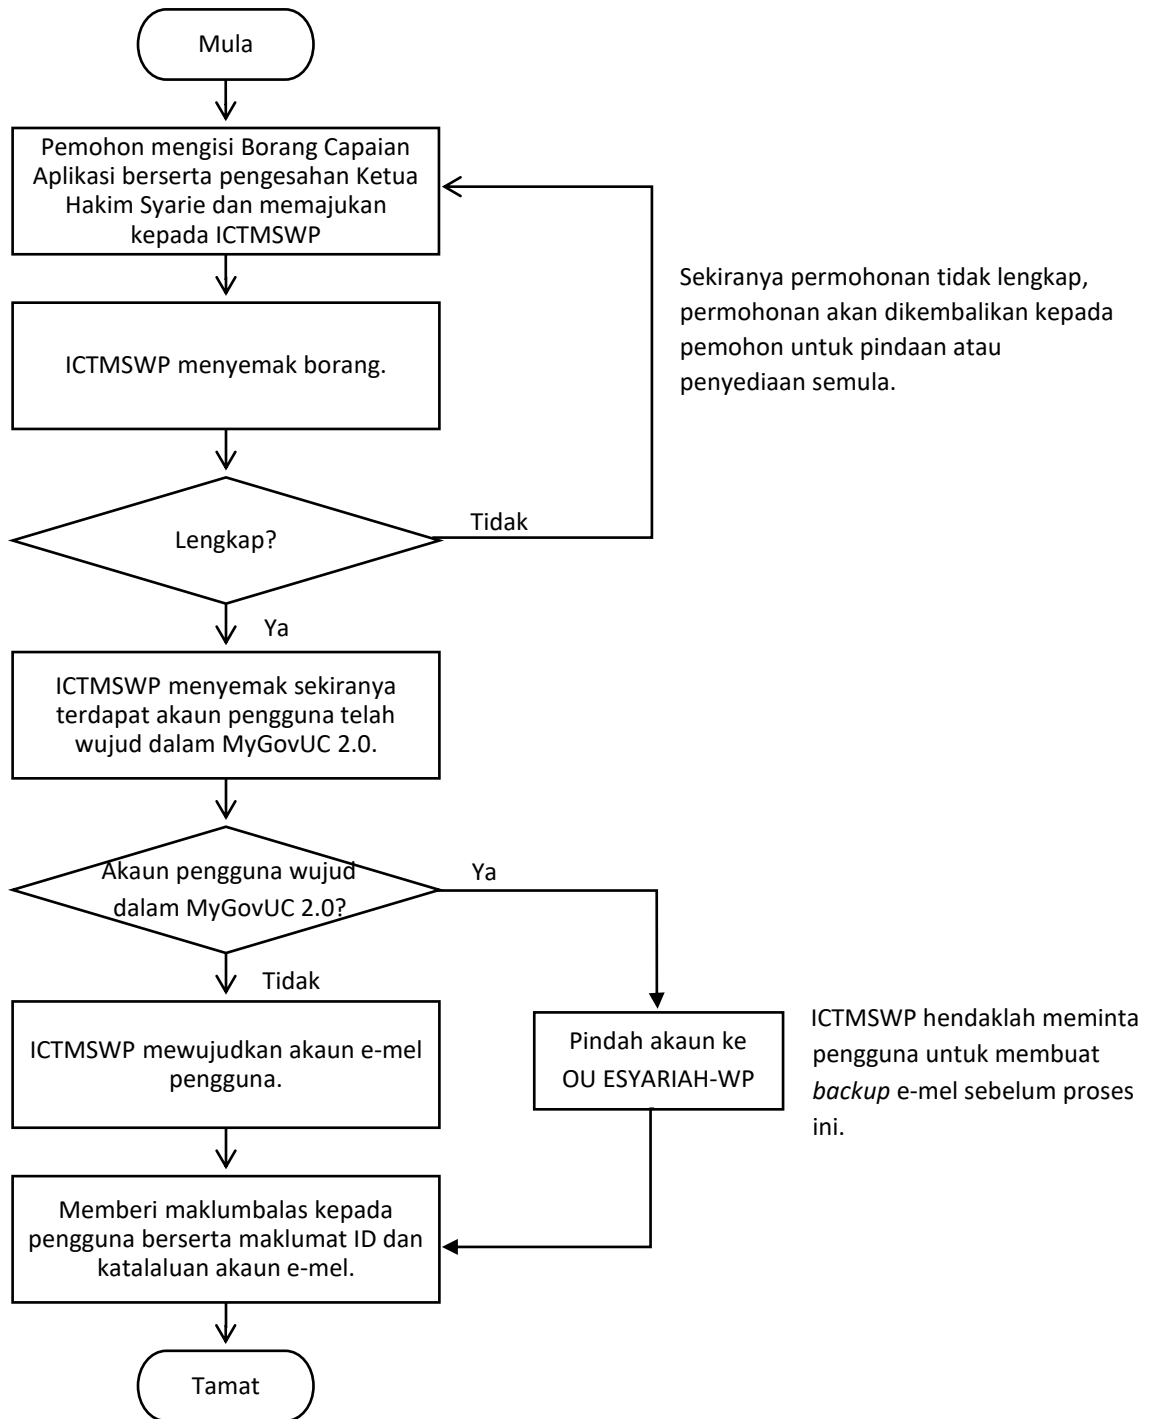 Mula
Pemohon mengisi Borang Capaian
Aplikasi berserta pengesahan Ketua
Hakim Syarie dan memajukan
kepada ICTMSWP
Sekiranya permohonan tidak lengkap,
permohonan akan dikembalikan kepada
pemohon untuk pindaan atau
penyediaan semula.
ICTMSWP menyemak borang.
Lengkap?
Tidak
Ya
ICTMSWP menyemak sekiranya
terdapat akaun pengguna telah
wujud dalam MyGovUC 2.0.
Akaun pengguna wujud
dalam MyGovUC 2.0?
Ya
Tidak
ICTMSWP mewujudkan akaun e-mel
pengguna.
Pindah akaun ke
OU ESYARIAH-WP
ICTMSWP hendaklah meminta
pengguna untuk membuat
backup e-mel sebelum proses
ini.
Memberi maklumbalas kepada
pengguna berserta maklumat ID dan
katalaluan akaun e-mel.
Tamat